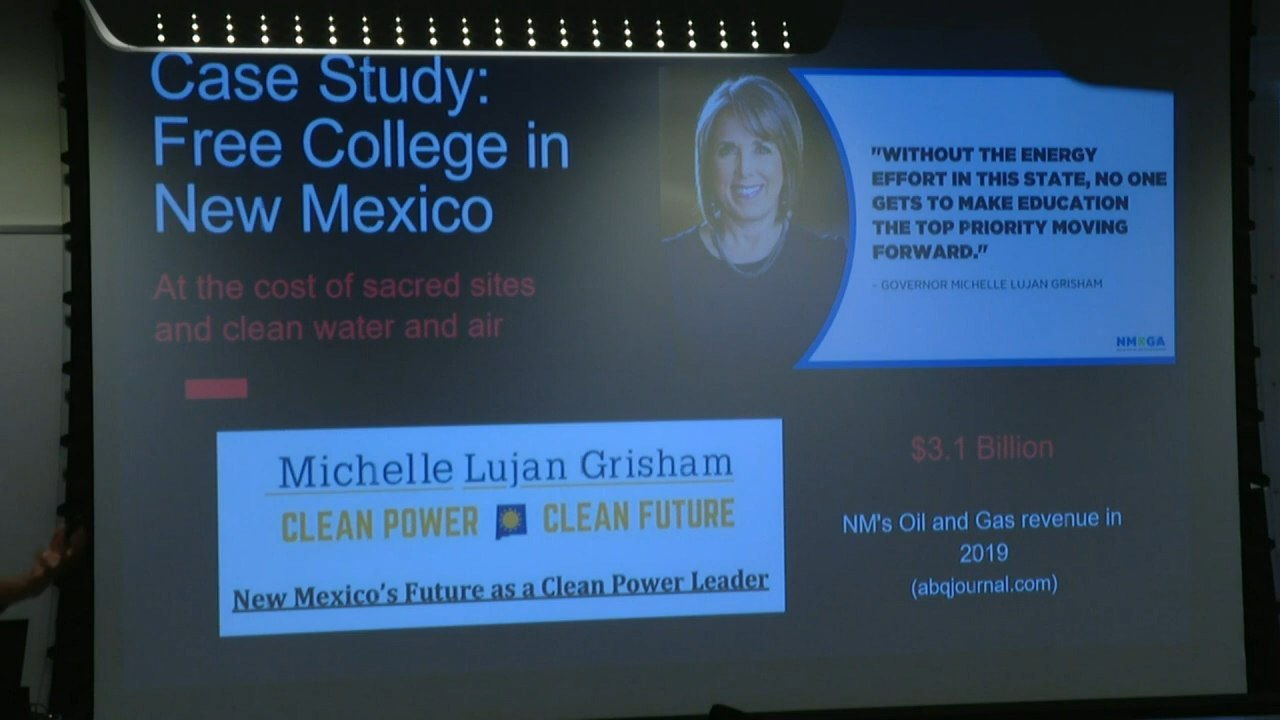 Case Study:
Free College in
New Mexico
At the cost of sacred sites
and clean water and air
"WITHOUT THE ENERGY
EFFORT IN THIS STATE, NO ONE
GETS TO MAKE EDUCATION
THE TOP PRIORITY MOVING
FORWARD."
- GOVERNOR MICHELLE LUJAN GRISHAM
NMXGA
Michelle Lujan Grisham
CLEAN POWER CLEAN FUTURE
New Mexico's Future as a Clean Power Leader
$3.1 Billion
NM's Oil and Gas revenue in
2019
(abqjournal.com)